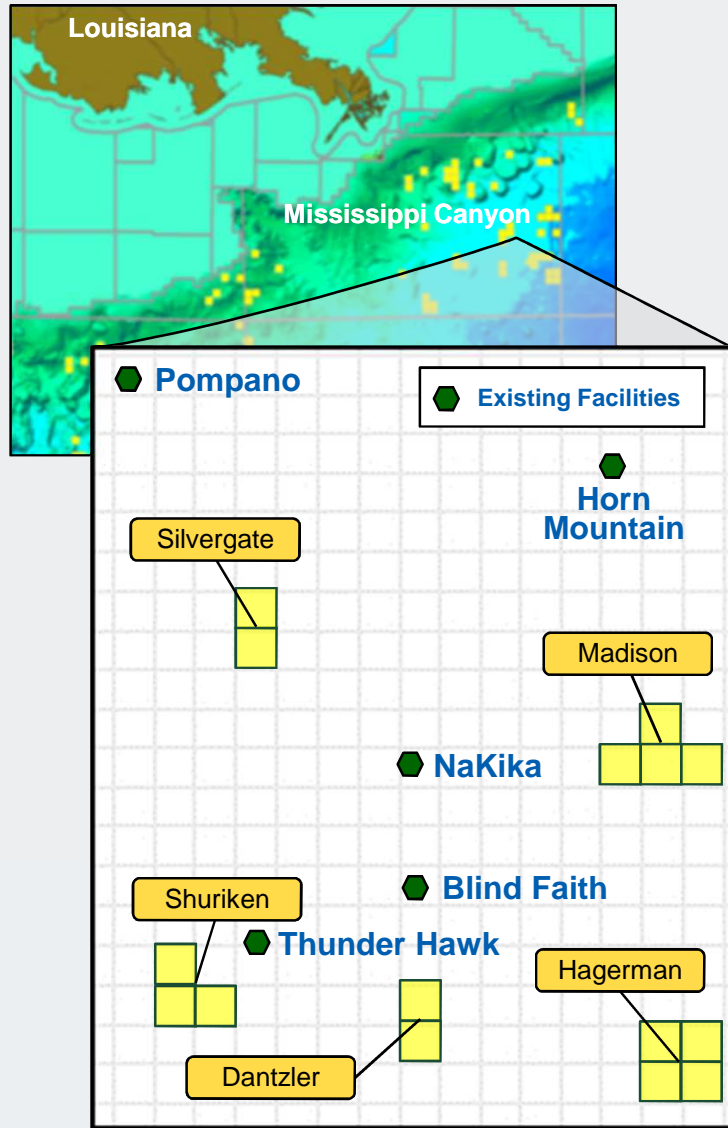 Louisiana
Mississippi Canyon
Pompano
Existing Facilities
Horn
Mountain
Silvergate
Madison
NaKika
Blind Faith
Shuriken
Thunder Hawk
Hagerman
Dantzler